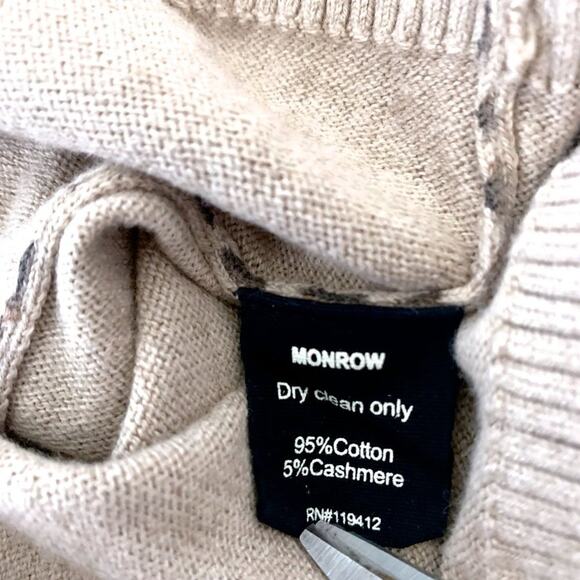 MONROW
Dry clean only
95%Cotton
5%Cashmere
RN#119412